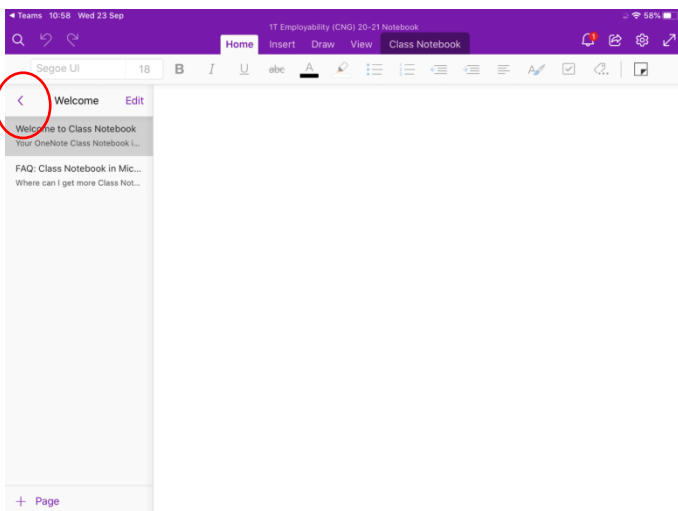 ◀ Teams 10:58 Wed 23 Sep 58%
1T Employability (CNG) 20-21 Notebook
Home Insert Draw View Class Notebook
1
Segoe UI 18 B I U abc A
Welcome Edit
Welcome to Class Notebook
Your OneNote Class Notebook i...
FAQ: Class Notebook in Mic...
Where can I get more Class Not...
+ Page